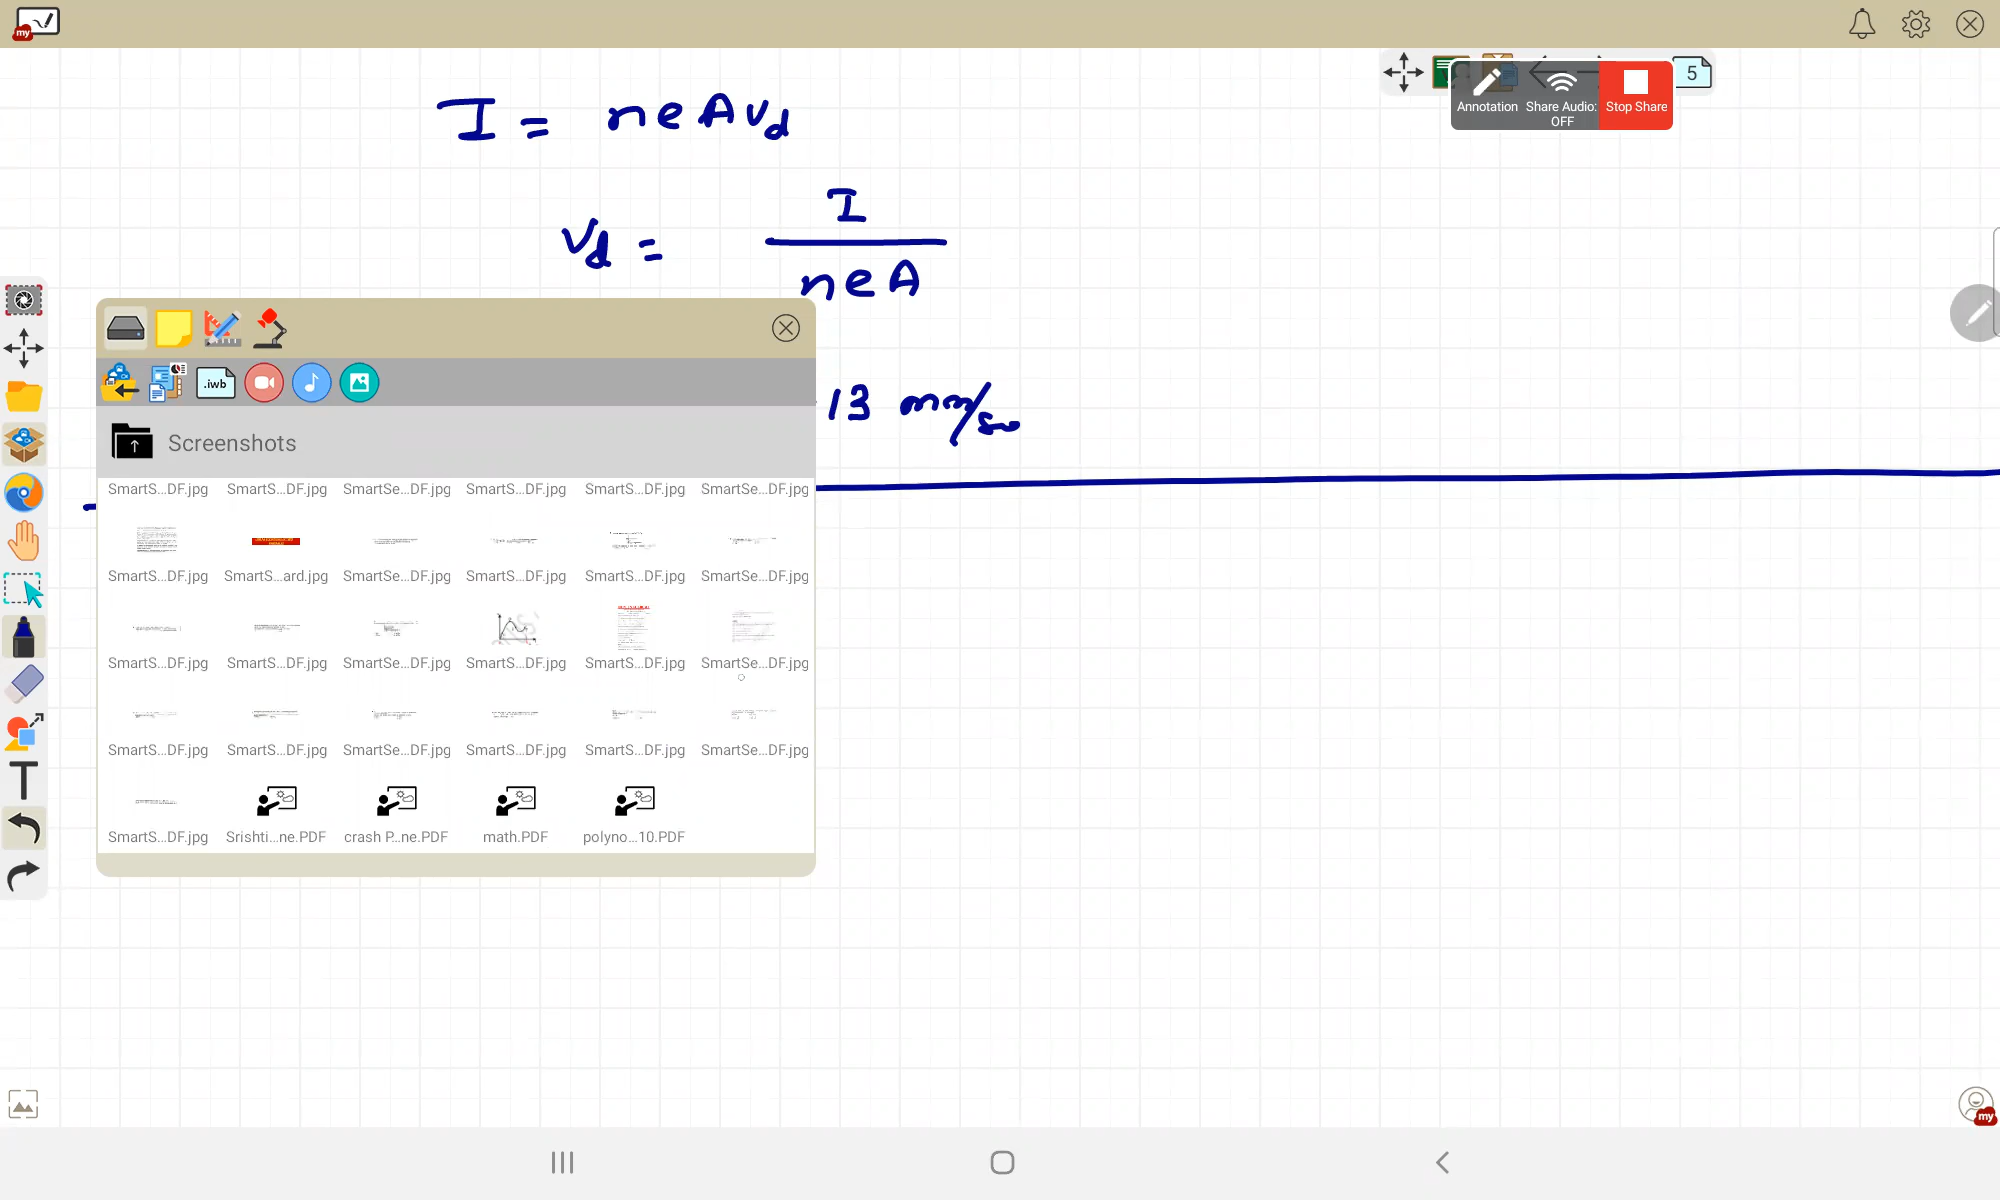 my
5
Annotation
Share Audio: OFF
Stop Share
I = neAvd
vd = I
neA
13 mm/sec
.iwb
Screenshots
SmartS...DF.jpg SmartS...DF.jpg SmartSe...DF.jpg SmartS...DF.jpg SmartS...DF.jpg SmartSe...DF.jpg
SmartS...DF.jpg SmartS...ard.jpg SmartSe...DF.jpg SmartS...DF.jpg SmartS...DF.jpg SmartSe...DF.jpg
SmartS...DF.jpg SmartS...DF.jpg SmartSe...DF.jpg SmartS...DF.jpg SmartS...DF.jpg SmartSe...DF.jpg
SmartS...DF.jpg SmartS...DF.jpg SmartSe...DF.jpg SmartS...DF.jpg SmartS...DF.jpg SmartSe...DF.jpg
SmartS...DF.jpg Srishti...ne.PDF crash P...ne.PDF math.PDF polyno...10.PDF
T
my